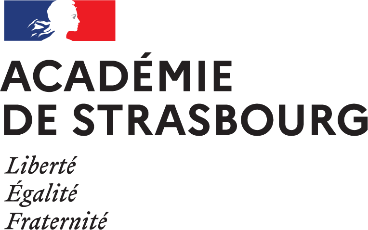 ACADÉMIE
DE STRASBOURG
Liberté
Égalité
Fraternité